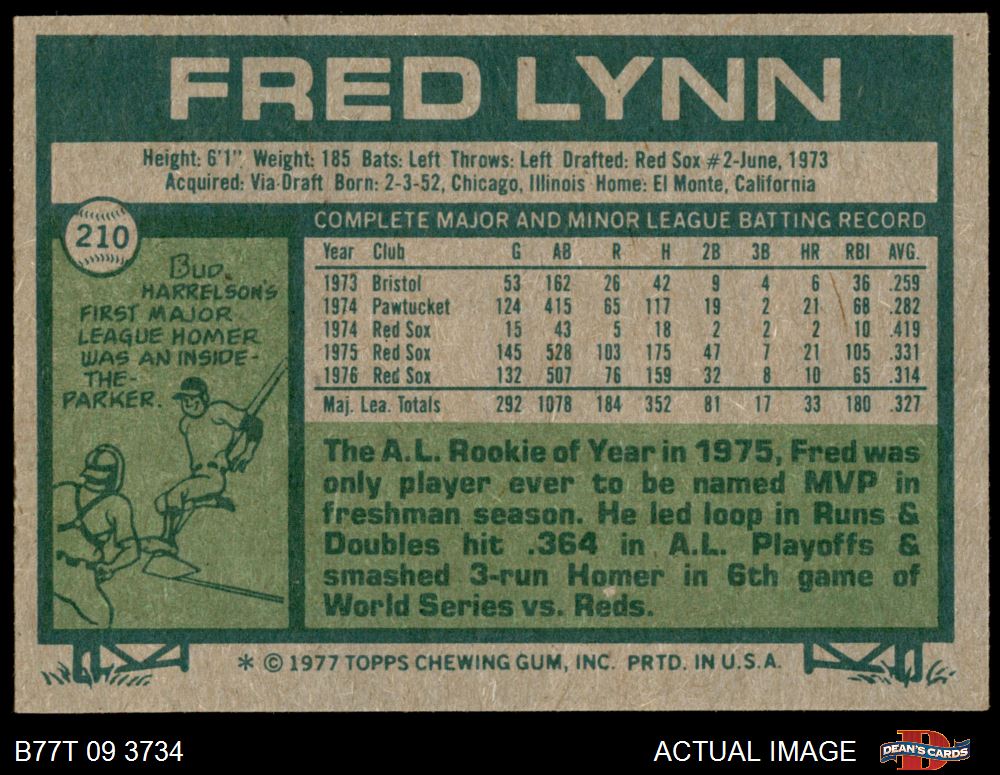 FRED LYNN
Height: 6'1" Weight: 185 Bats: Left Throws: Left Drafted: Red Sox #2-June, 1973
Acquired: Via Draft Born: 2-3-52, Chicago, Illinois Home: El Monte, California
210
BUD HARRELSON'S
FIRST MAJOR
LEAGUE HOMER
WAS AN INSIDE-
THE-
PARKER.
COMPLETE MAJOR AND MINOR LEAGUE BATTING RECORD
Year Club G AB R H 2B 3B HR RBI AVG.
1973 Bristol 53 162 26 42 9 4 6 36 .259
1974 Pawtucket 124 415 65 117 19 2 21 68 .282
1974 Red Sox 15 43 5 18 2 2 2 10 .419
1975 Red Sox 145 528 103 175 47 7 21 105 .331
1976 Red Sox 132 507 76 159 32 8 10 65 .314
Maj. Lea. Totals 292 1078 184 352 81 17 33 180 .327
The A.L. Rookie of Year in 1975, Fred was
only player ever to be named MVP in
freshman season. He led loop in Runs &
Doubles hit .364 in A.L. Playoffs &
smashed 3-run Homer in 6th game of
World Series vs. Reds.
* © 1977 TOPPS CHEWING GUM, INC. PRTD. IN U.S.A.
B77T 09 3734
ACTUAL IMAGE
D
DEAN'S CARDS